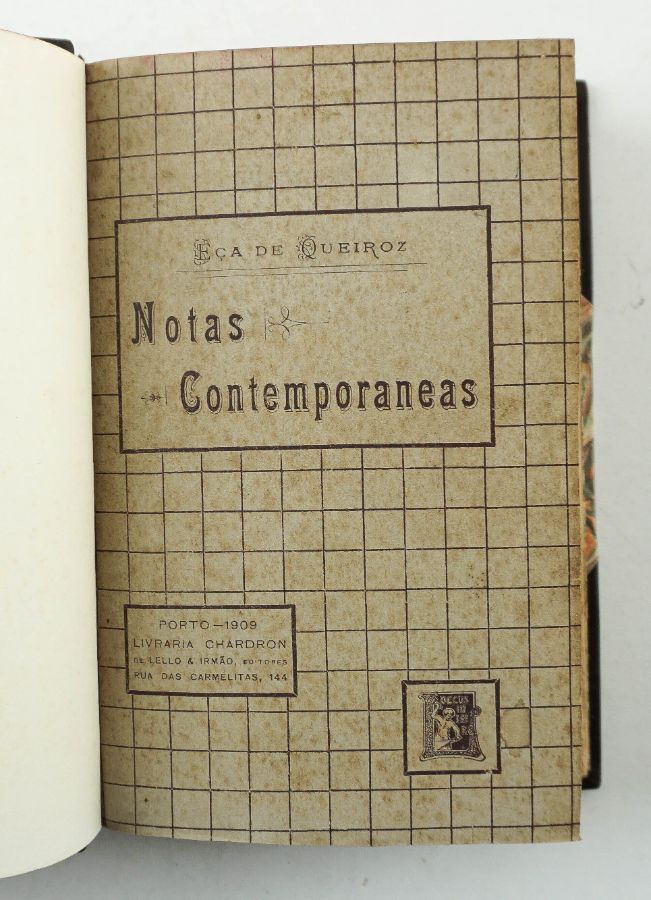 EÇA DE QUEIROZ
Notas
Contemporaneas
PORTO—1909
LIVRARIA CHARDRON
DE LELLO & IRMÃO, EDITORES
RUA DAS CARMELITAS, 144